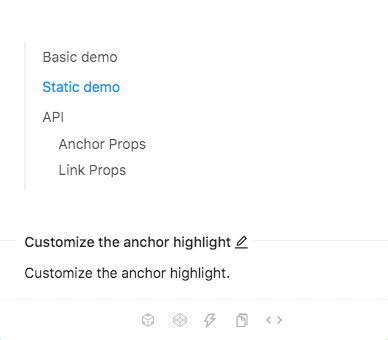 Basic demo
Static demo
API
Anchor Props
Link Props
Customize the anchor highlight
Customize the anchor highlight.